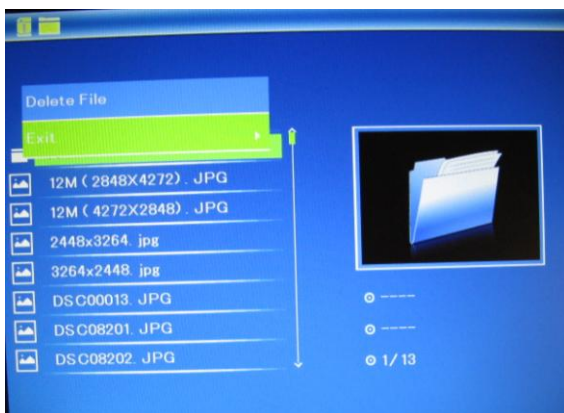 Delete File
Exit
12M ( 2848X4272) . JPG
12M ( 4272X2848) . JPG
2448x3264. jpg
3264x2448. jpg
DSC00013. JPG
DSC08201. JPG
DSC08202. JPG
----
----
1/13